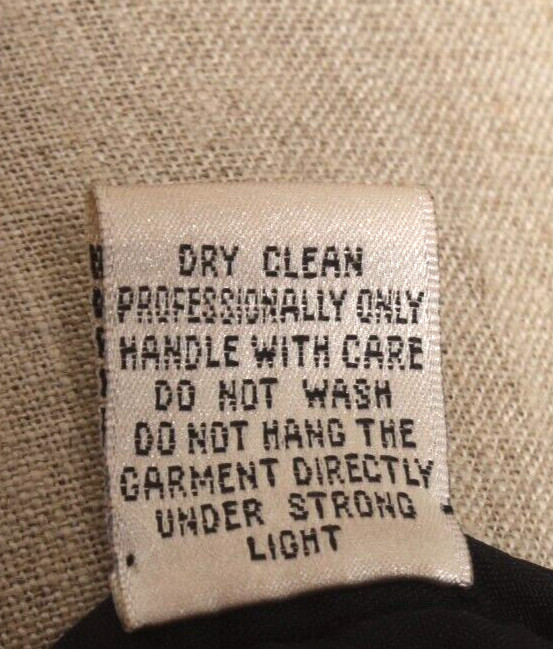 DRY CLEAN
PROFESSIONALLY ONLY
HANDLE WITH CARE
DO NOT WASH
DO NOT HANG THE
GARMENT DIRECTLY
UNDER STRONG
LIGHT